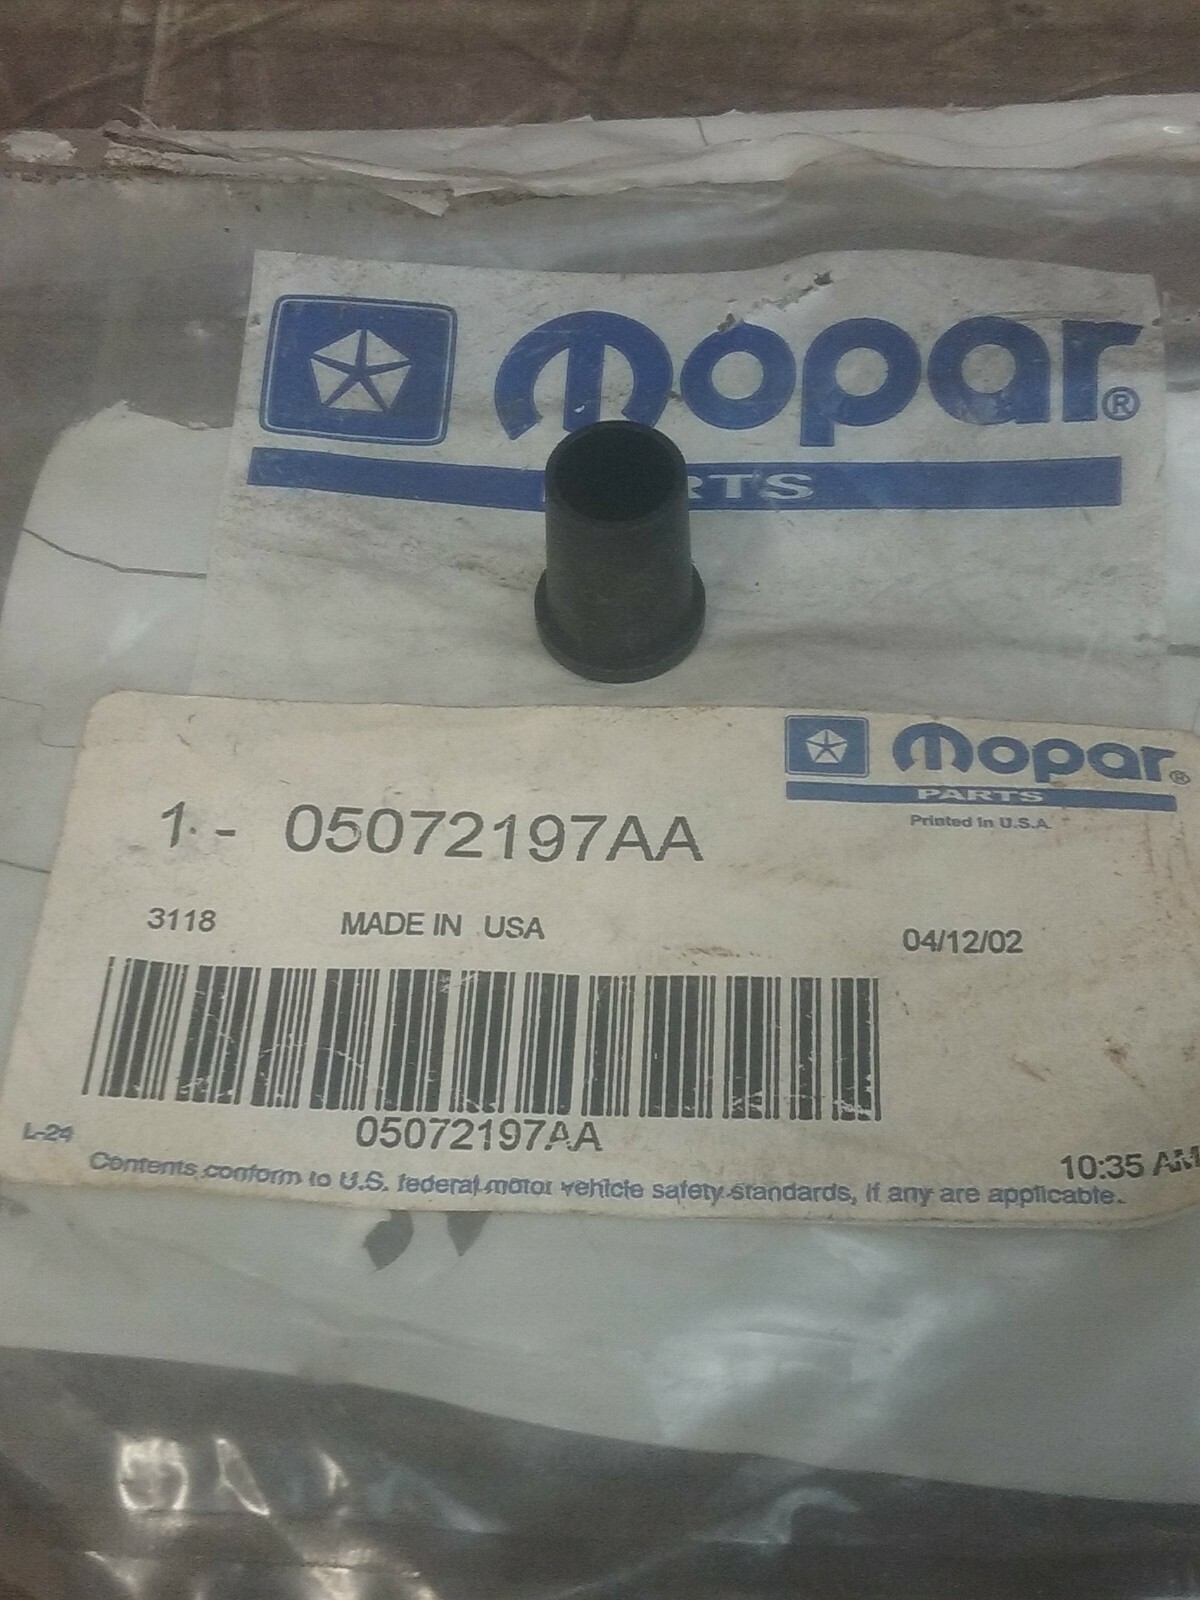 mopar®
RTS
mopar®
PARTS
Printed in U.S.A.
1 - 05072197AA
3118 MADE IN USA 04/12/02
05072197AA
L-24
10:35 AM
Contents conform to U.S. federal motor vehicle safety standards, if any are applicable.